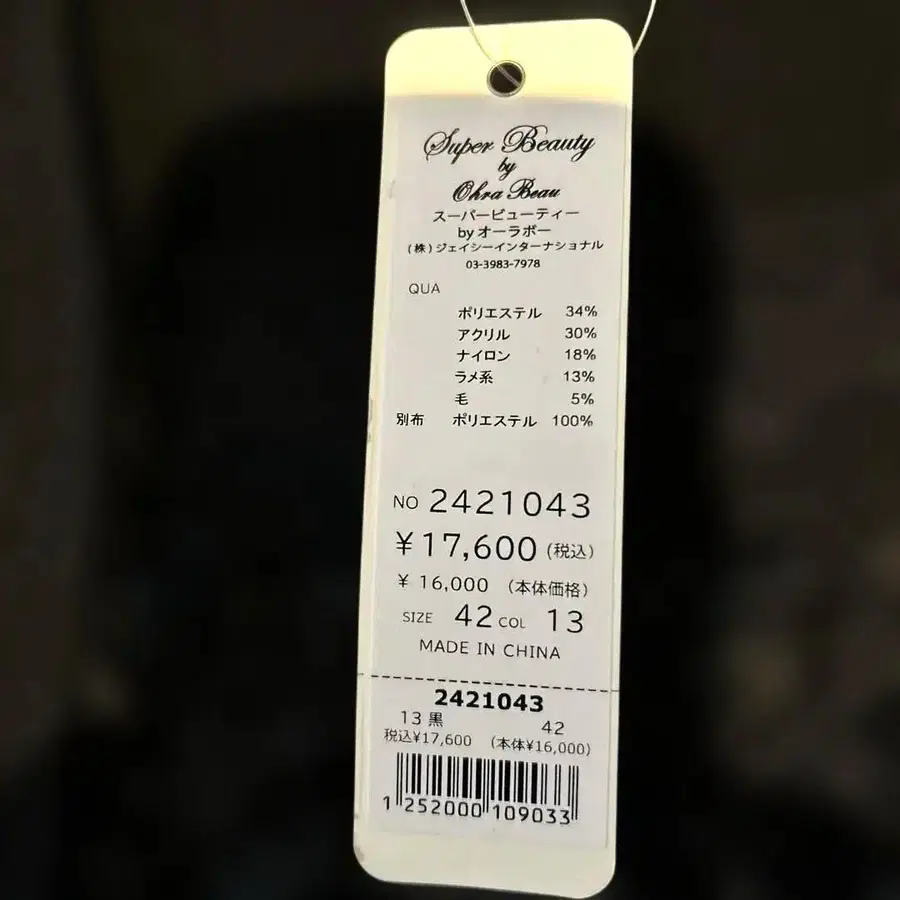 Super Beauty
by
Ohra Beau
スーパービューティー
by オーラボー
(株)ジェイシーインターナショナル
03-3983-7978
QUA
ポリエステル 34%
アクリル 30%
ナイロン 18%
ラメ系 13%
毛 5%
別布 ポリエステル 100%
NO 2421043
¥17,600 (税込)
¥ 16,000 (本体価格)
SIZE 42 COL 13
MADE IN CHINA
2421043
13 黒 42
税込¥17,600 (本体¥16,000)
1 252000 109033